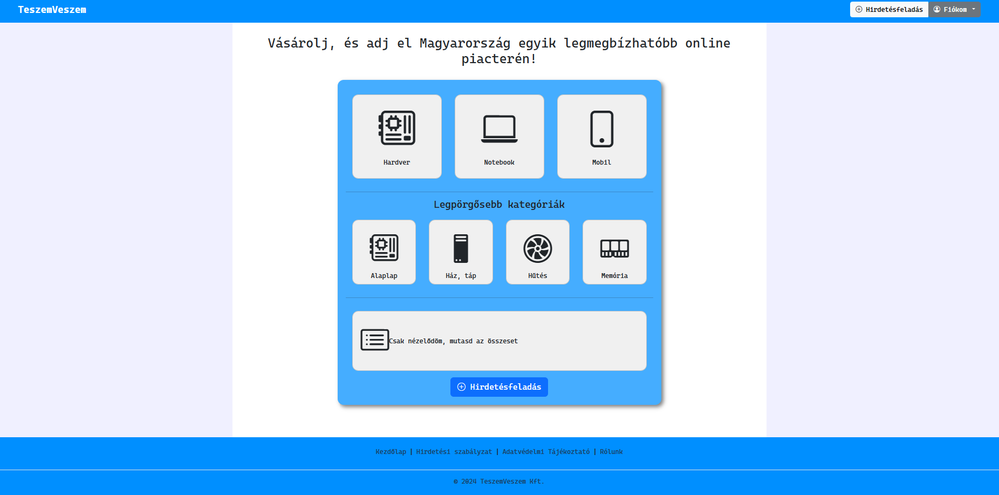 TeszemVeszem
Hirdetésfeladás
Fiókom
Vásárolj, és adj el Magyarország egyik legmegbízhatóbb online
piacterén!
Hardver
Notebook
Mobil
Legpörgősebb kategóriák
Alaplap
Ház, táp
Hűtés
Memória
Csak nézelődöm, mutasd az összeset
Hirdetésfeladás
Kezdőlap | Hirdetési szabályzat | Adatvédelmi Tájékoztató | Rólunk
© 2024 TeszemVeszem Kft.